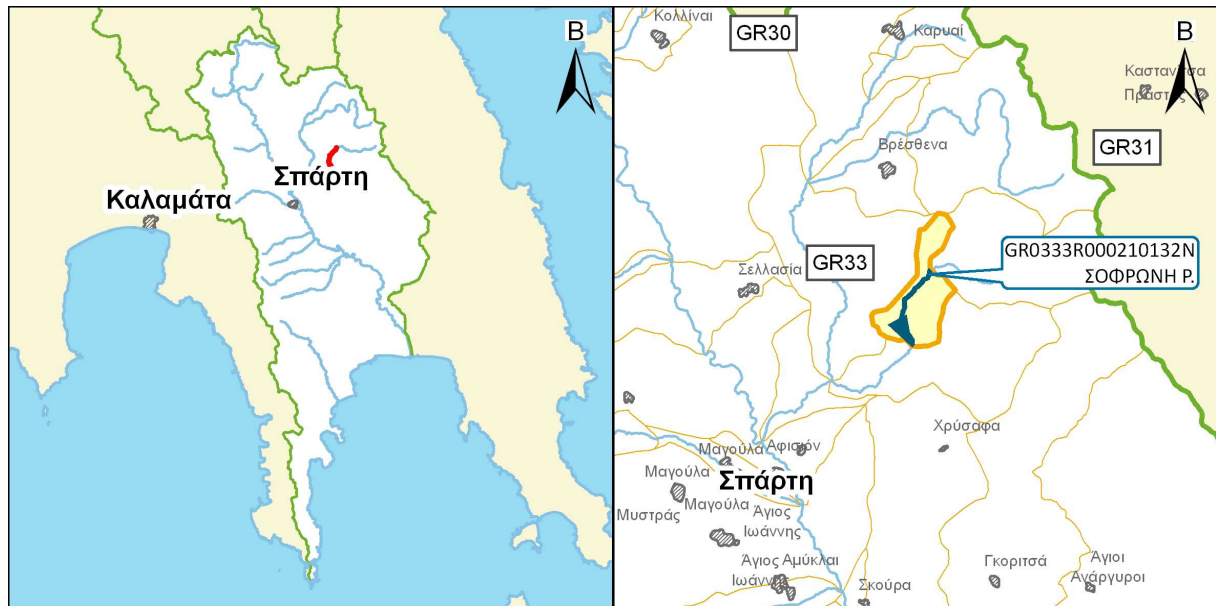 Β
Σπάρτη
Καλαμάτα
Κολλίναι
GR30
Καρυαί
Β
Καστανίτσα
Πραστός
GR31
Βρέσθενα
GR0333R000210132N
ΣΟΦΡΩΝΗ Ρ.
GR33
Σελλασία
Χρύσαφα
Μαγούλα
Αφισιόν
Μαγούλα
Σπάρτη
Μαγούλα
Μυστράς
Άγιος
Ιωάννης
Άγιος
Ιωάννης
Αμύκλαι
Σκούρα
Γκοριτσά
Άγιοι
Ανάργυροι